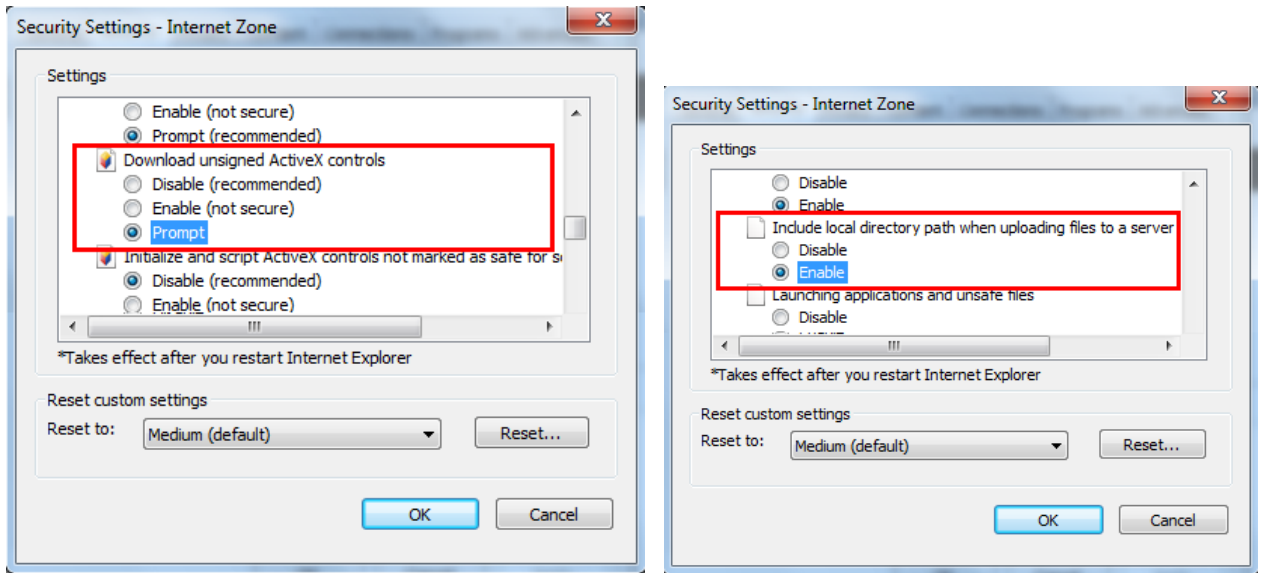 Security Settings - Internet Zone
Settings
Enable (not secure)
Prompt (recommended)
Download unsigned ActiveX controls
Disable (recommended)
Enable (not secure)
Prompt
Initialize and script ActiveX controls not marked as safe for
Disable (recommended)
Enable (not secure)
*Takes effect after you restart Internet Explorer
Reset custom settings
Reset to:
Medium (default)
Reset...
OK
Cancel
Security Settings - Internet Zone
Settings
Disable
Enable
Include local directory path when uploading files to a server
Disable
Enable
Launching applications and unsafe files
Disable
*Takes effect after you restart Internet Explorer
Reset custom settings
Reset to:
Medium (default)
Reset...
OK
Cancel